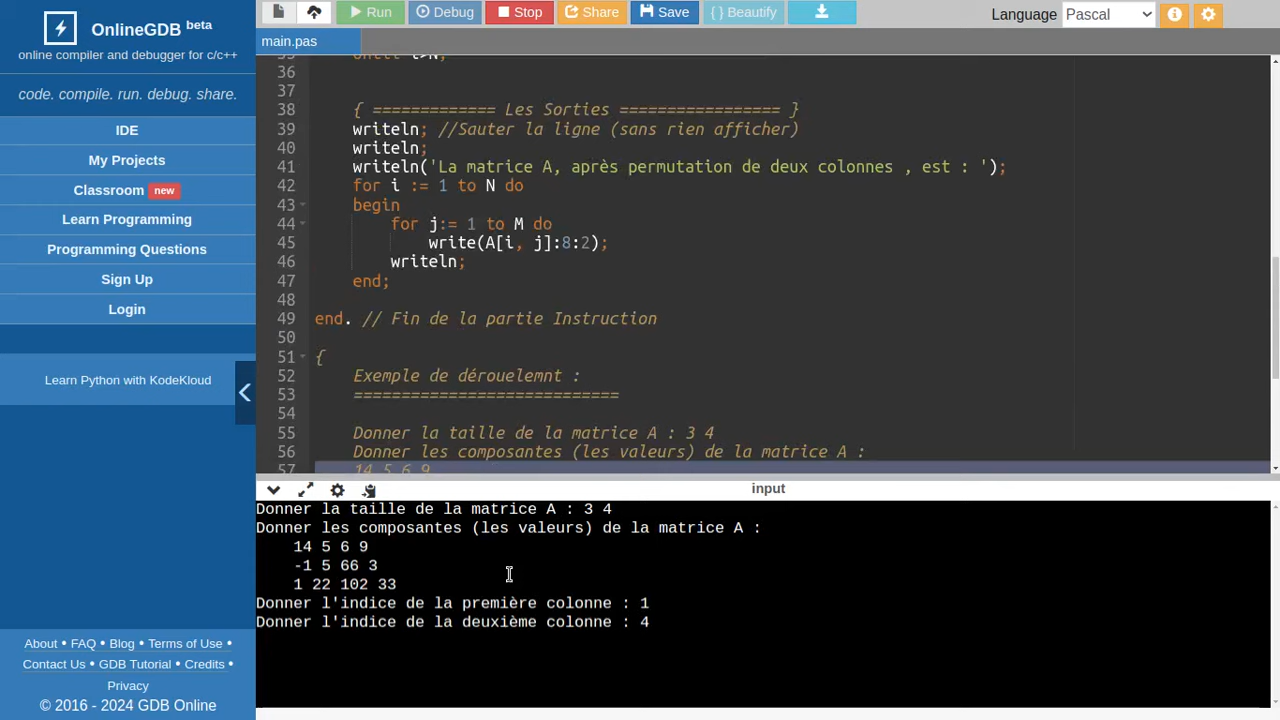 OnlineGDB beta
online compiler and debugger for c/c++
code. compile. run. debug. share.
IDE
My Projects
Classroom new
Learn Programming
Programming Questions
Sign Up
Login
Learn Python with KodeKloud
About • FAQ • Blog • Terms of Use •
Contact Us • GDB Tutorial • Credits •
Privacy
© 2016 - 2024 GDB Online
Run Debug Stop Share Save { } Beautify Language Pascal
main.pas
36
37
38 { ============= Les Sorties ================= }
39 writeln; //Sauter la ligne (sans rien afficher)
40 writeln;
41 writeln('La matrice A, après permutation de deux colonnes , est : ');
42 for i := 1 to N do
43 begin
44 for j:= 1 to M do
45 write(A[i, j]:8:2);
46 writeln;
47 end;
48
49 end. // Fin de la partie Instruction
50
51 {
52 Exemple de dérouelemnt :
53 ============================
54
55 Donner la taille de la matrice A : 3 4
56 Donner les composantes (les valeurs) de la matrice A :
57 14 5 6 9
input
Donner la taille de la matrice A : 3 4
Donner les composantes (les valeurs) de la matrice A :
14 5 6 9
-1 5 66 3
1 22 102 33
Donner l'indice de la première colonne : 1
Donner l'indice de la deuxième colonne : 4